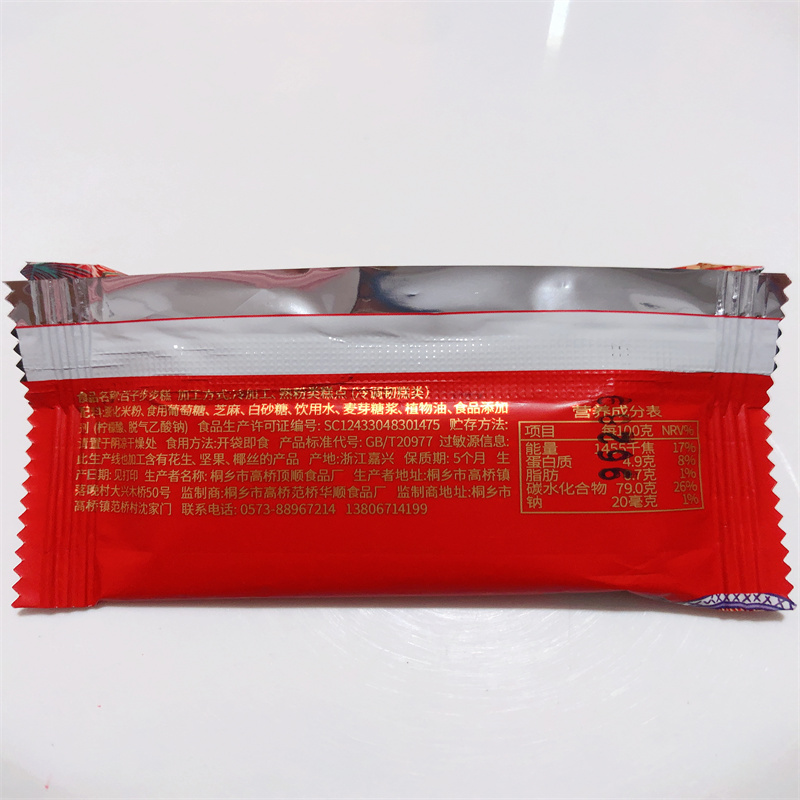 食品名称:合子步步糕 加工方式:冷加工、熟粉类糕点(冷调韧糕类)
配料:膨化米粉、食用葡萄糖、芝麻、白砂糖、饮用水、麦芽糖浆、植物油、食品添加
剂(柠檬酸、脱气乙酸钠) 食品生产许可证编号: SC12433048301475 贮存方法:
请置于阴凉干燥处 食用方法:开袋即食 产品标准代号: GB/T20977 过敏源信息:
此生产线也加工含有花生、坚果、椰丝的产品 产地:浙江嘉兴 保质期: 5个月 生
产日期: 见打印 生产者名称: 桐乡市高桥顶顺食品厂 生产者地址: 桐乡市高桥镇
村大兴木桥50号 监制商: 桐乡市高桥范桥华顺食品厂 监制商地址: 桐乡市
高桥镇范桥村沈家门 联系电话: 0573-88967214 13806714199
营养成分表
项目 每100克 NRV%
能量 1455千焦 17%
蛋白质 4.9克 8%
脂肪 .7克 1%
碳水化合物 79.0克 26%
钠 20毫克 1%